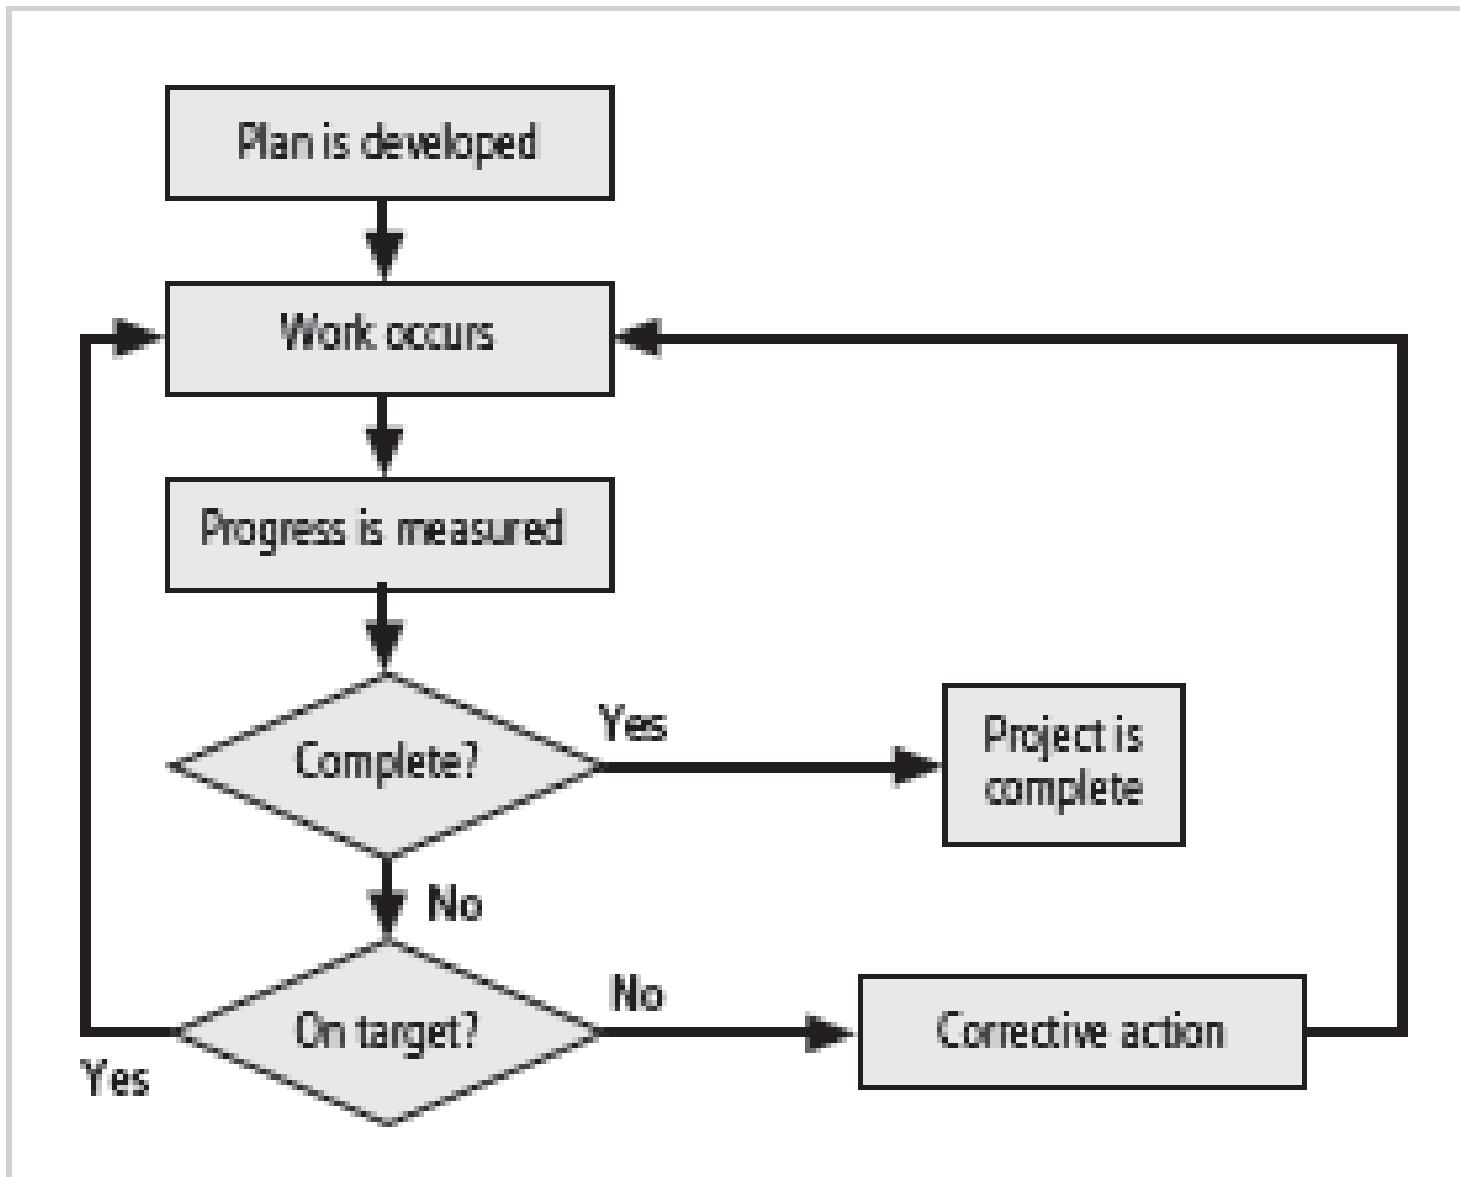 Plan is developed
Work occurs
Progress is measured
Complete?
Yes
Project is
complete
No
On target?
No
Corrective action
Yes